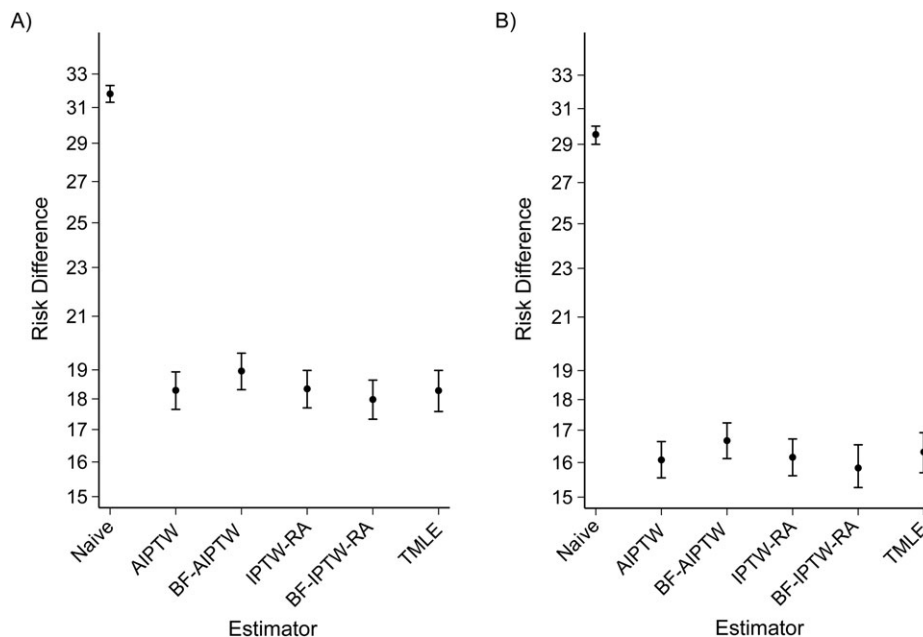 A)
Risk Difference
33
31
29
27
25
23
21
19
18
17
16
15
Naive
AIPTW
BF-AIPTW
IPTW-RA
BF-IPTW-RA
TMLE
Estimator
B)
Risk Difference
33
31
29
27
25
23
21
19
18
17
16
15
Naive
AIPTW
BF-AIPTW
IPTW-RA
BF-IPTW-RA
TMLE
Estimator